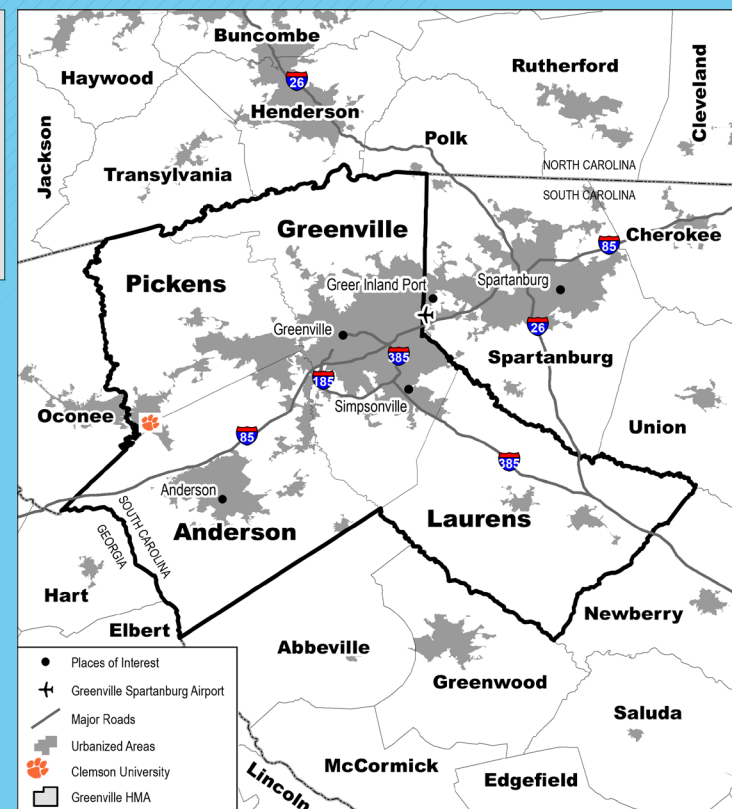 Buncombe
26
Haywood
Rutherford
Cleveland
Henderson
Jackson
Polk
Transylvania
NORTH CAROLINA
SOUTH CAROLINA
Greenville
85
Cherokee
Pickens
Greer Inland Port
Spartanburg
Greenville
26
385
Spartanburg
185
Simpsonville
Oconee
Union
85
385
Anderson
SOUTH CAROLINA
GEORGIA
Anderson
Laurens
Hart
Newberry
Elbert
Abbeville
Greenwood
Saluda
McCormick
Edgefield
Lincoln
Places of Interest
Greenville Spartanburg Airport
Major Roads
Urbanized Areas
Clemson University
Greenville HMA